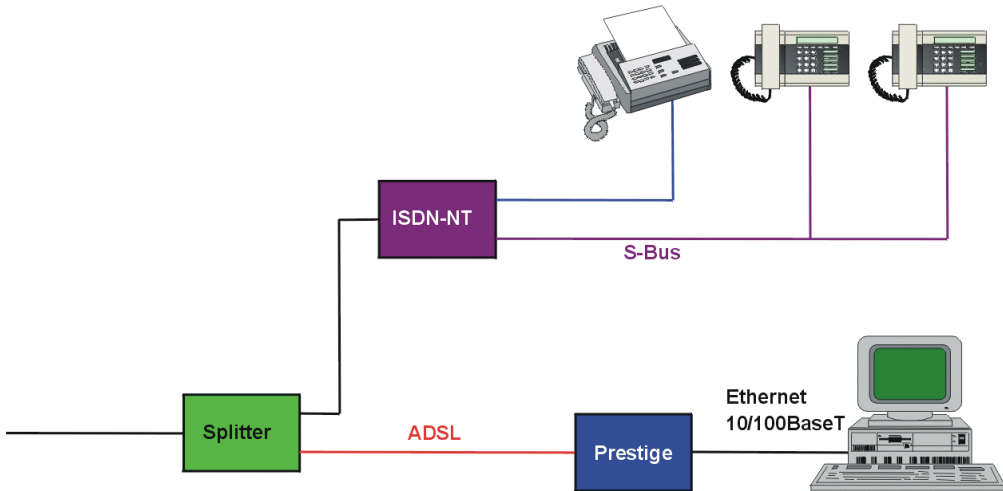 ISDN-NT
S-Bus
Splitter
ADSL
Prestige
Ethernet
10/100BaseT